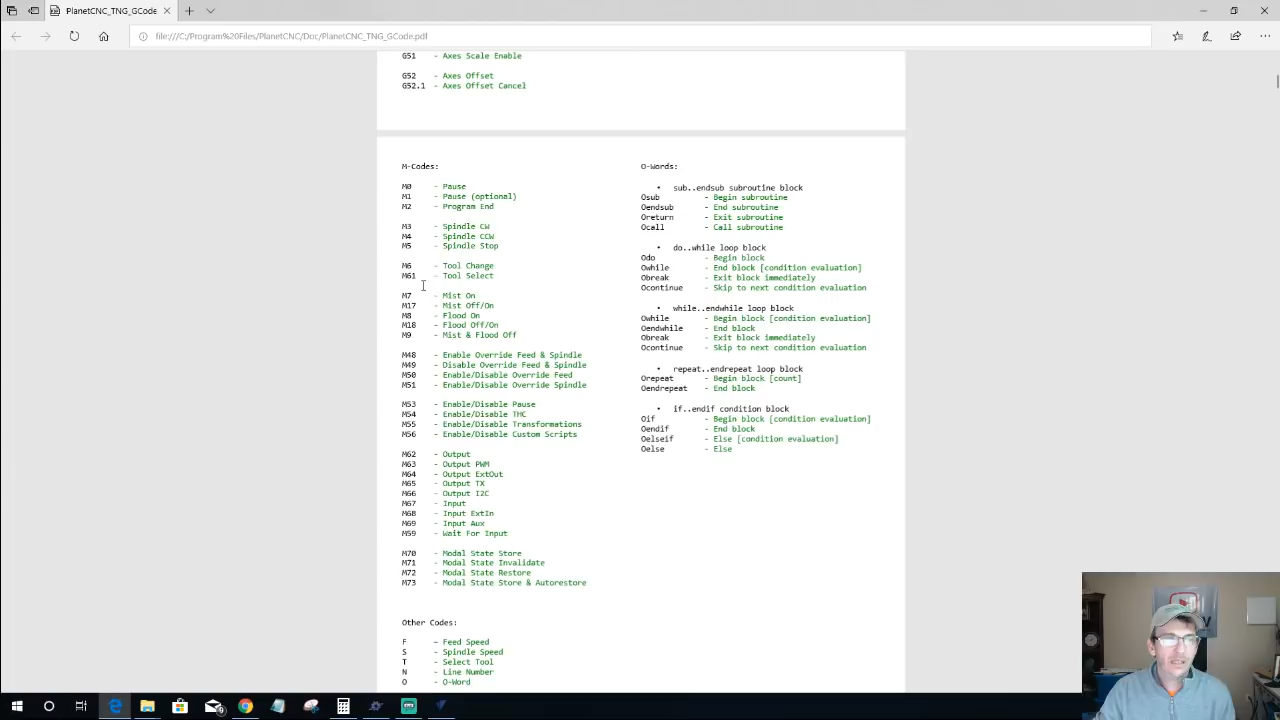 PlanetCNC_TNG_GCode
file:///C:/Program%20Files/PlanetCNC/Doc/PlanetCNC_TNG_GCode.pdf
G51 - Axes Scale Enable
G52 - Axes Offset
G52.1 - Axes Offset Cancel
M-Codes:
M0 - Pause
M1 - Pause (optional)
M2 - Program End
M3 - Spindle CW
M4 - Spindle CCW
M5 - Spindle Stop
M6 - Tool Change
M61 - Tool Select
M7 - Mist On
M17 - Mist Off/On
M8 - Flood On
M18 - Flood Off/On
M9 - Mist & Flood Off
M48 - Enable Override Feed & Spindle
M49 - Disable Override Feed & Spindle
M50 - Enable/Disable Override Feed
M51 - Enable/Disable Override Spindle
M53 - Enable/Disable Pause
M54 - Enable/Disable THC
M55 - Enable/Disable Transformations
M56 - Enable/Disable Custom Scripts
M62 - Output
M63 - Output PWM
M64 - Output ExtOut
M65 - Output TX
M66 - Output I2C
M67 - Input
M68 - Input ExtIn
M69 - Input Aux
M59 - Wait For Input
M70 - Modal State Store
M71 - Modal State Invalidate
M72 - Modal State Restore
M73 - Modal State Store & Autorestore
Other Codes:
F - Feed Speed
S - Spindle Speed
T - Select Tool
N - Line Number
O - O-Word
O-Words:
• sub..endsub subroutine block
Osub - Begin subroutine
Oendsub - End subroutine
Oreturn - Exit subroutine
Ocall - Call subroutine
• do..while loop block
Odo - Begin block
Owhile - End block [condition evaluation]
Obreak - Exit block immediately
Ocontinue - Skip to next condition evaluation
• while..endwhile loop block
Owhile - Begin block [condition evaluation]
Oendwhile - End block
Obreak - Exit block immediately
Ocontinue - Skip to next condition evaluation
• repeat..endrepeat loop block
Orepeat - Begin block [count]
Oendrepeat - End block
• if..endif condition block
Oif - Begin block [condition evaluation]
Oendif - End block
Oelseif - Else [condition evaluation]
Oelse - Else